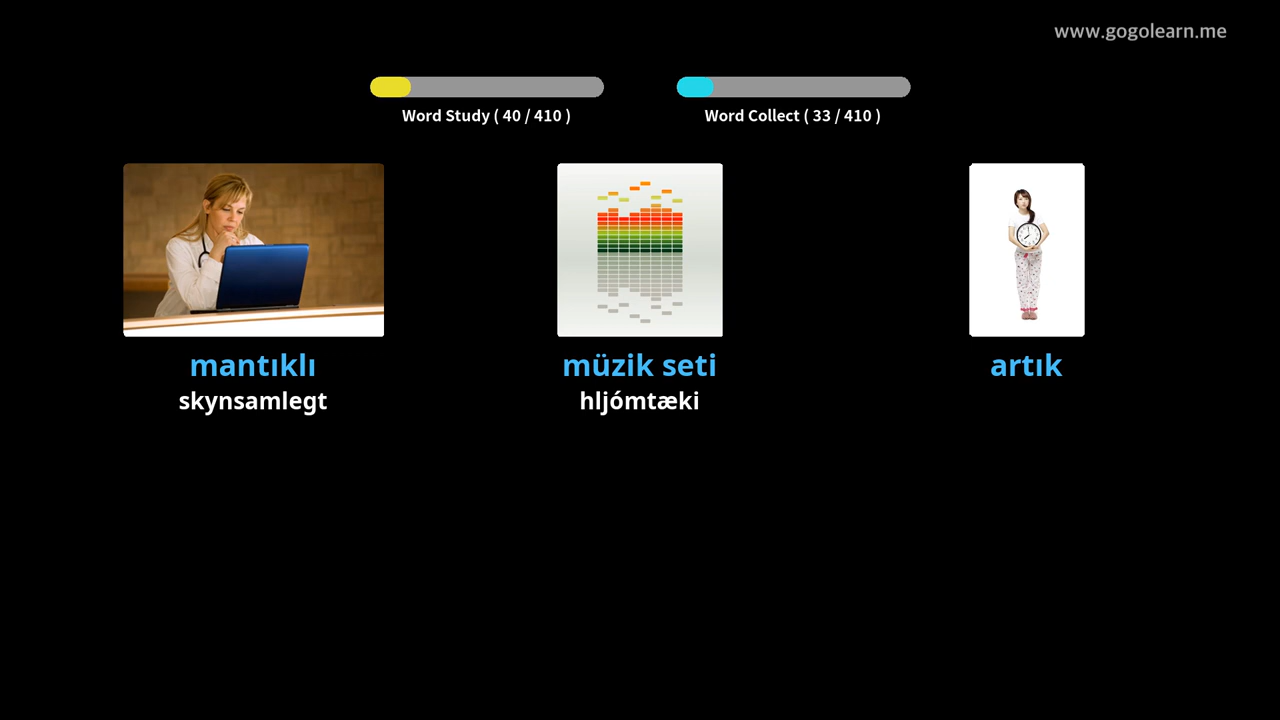 www.gogolearn.me
Word Study ( 40 / 410 )
Word Collect ( 33 / 410 )
mantıklı
skynsamlegt
müzik seti
hljómtæki
artık